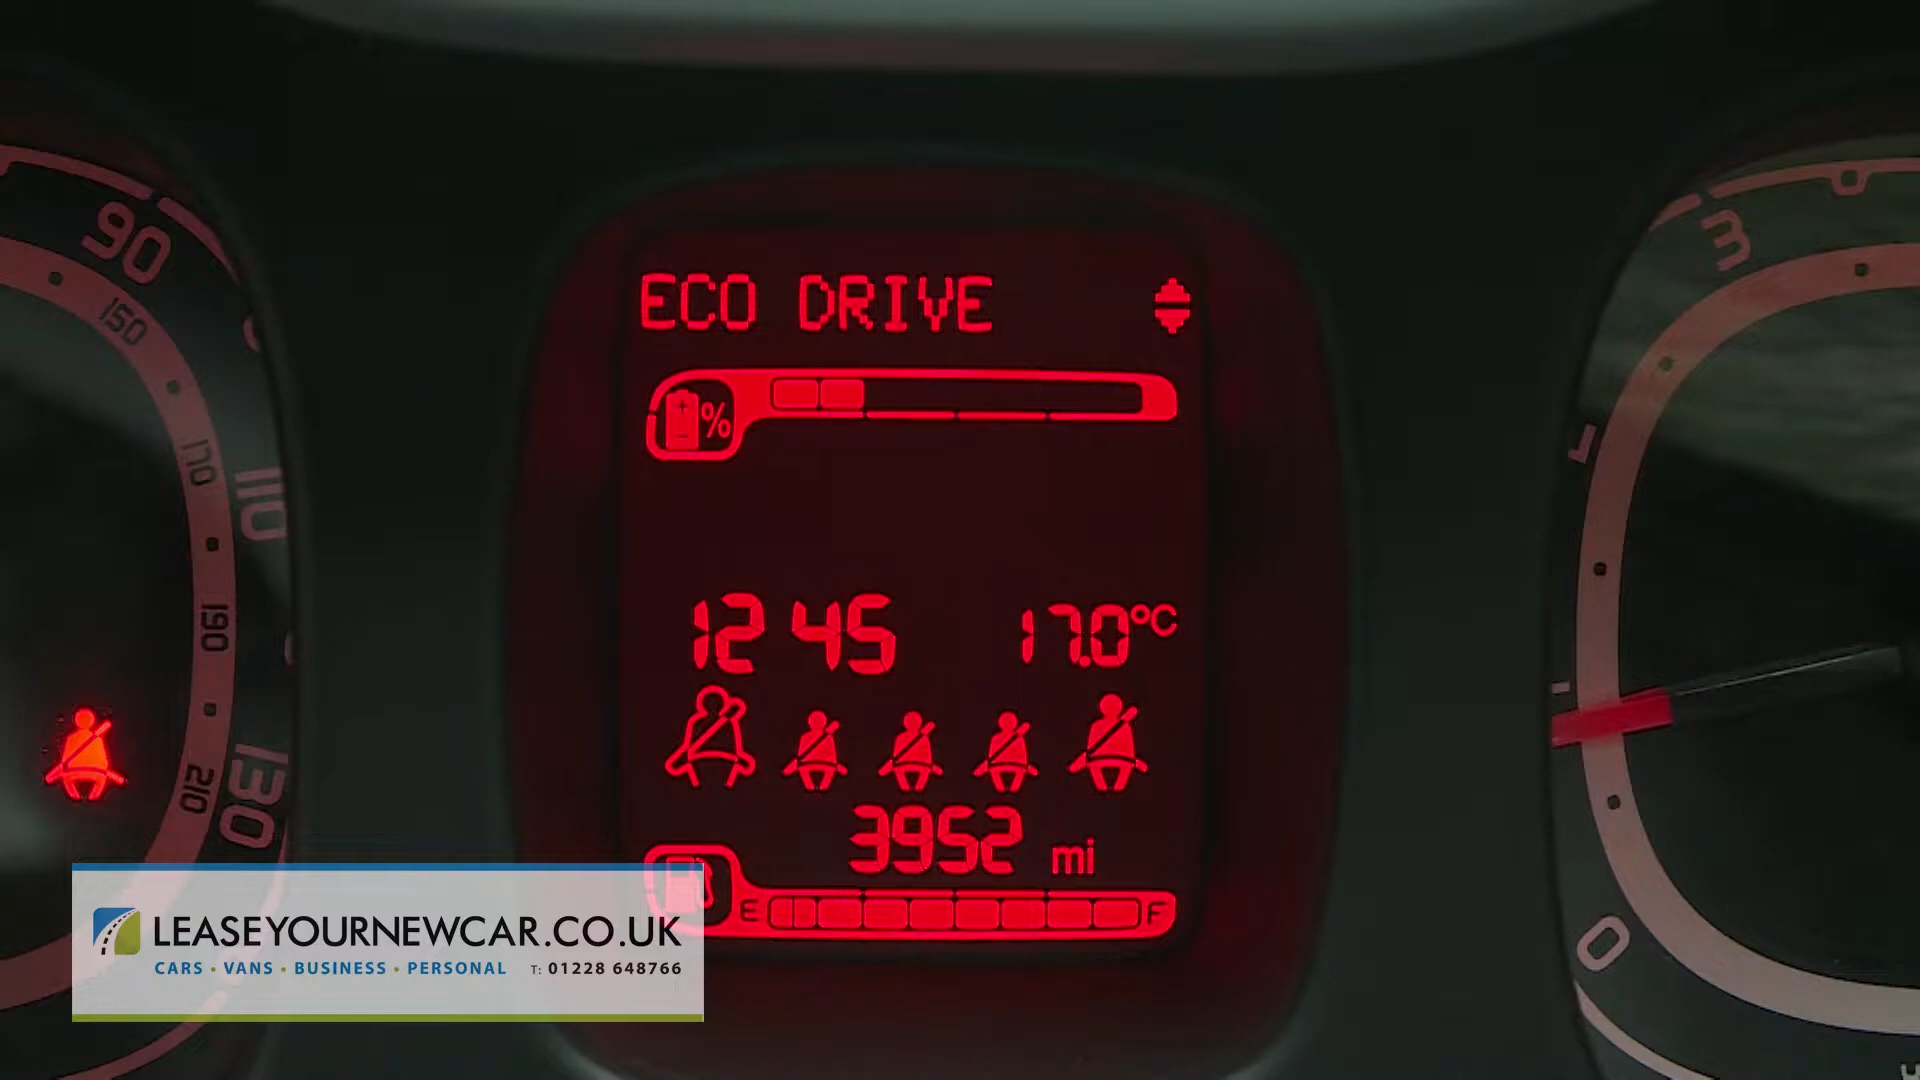 ECO DRIVE
%
12 45 17.0°C
3952 mi
E F
90
150
170
110
190
210
130
3
0
LEASEYOURNEWCAR.CO.UK
CARS • VANS • BUSINESS • PERSONAL T: 01228 648766